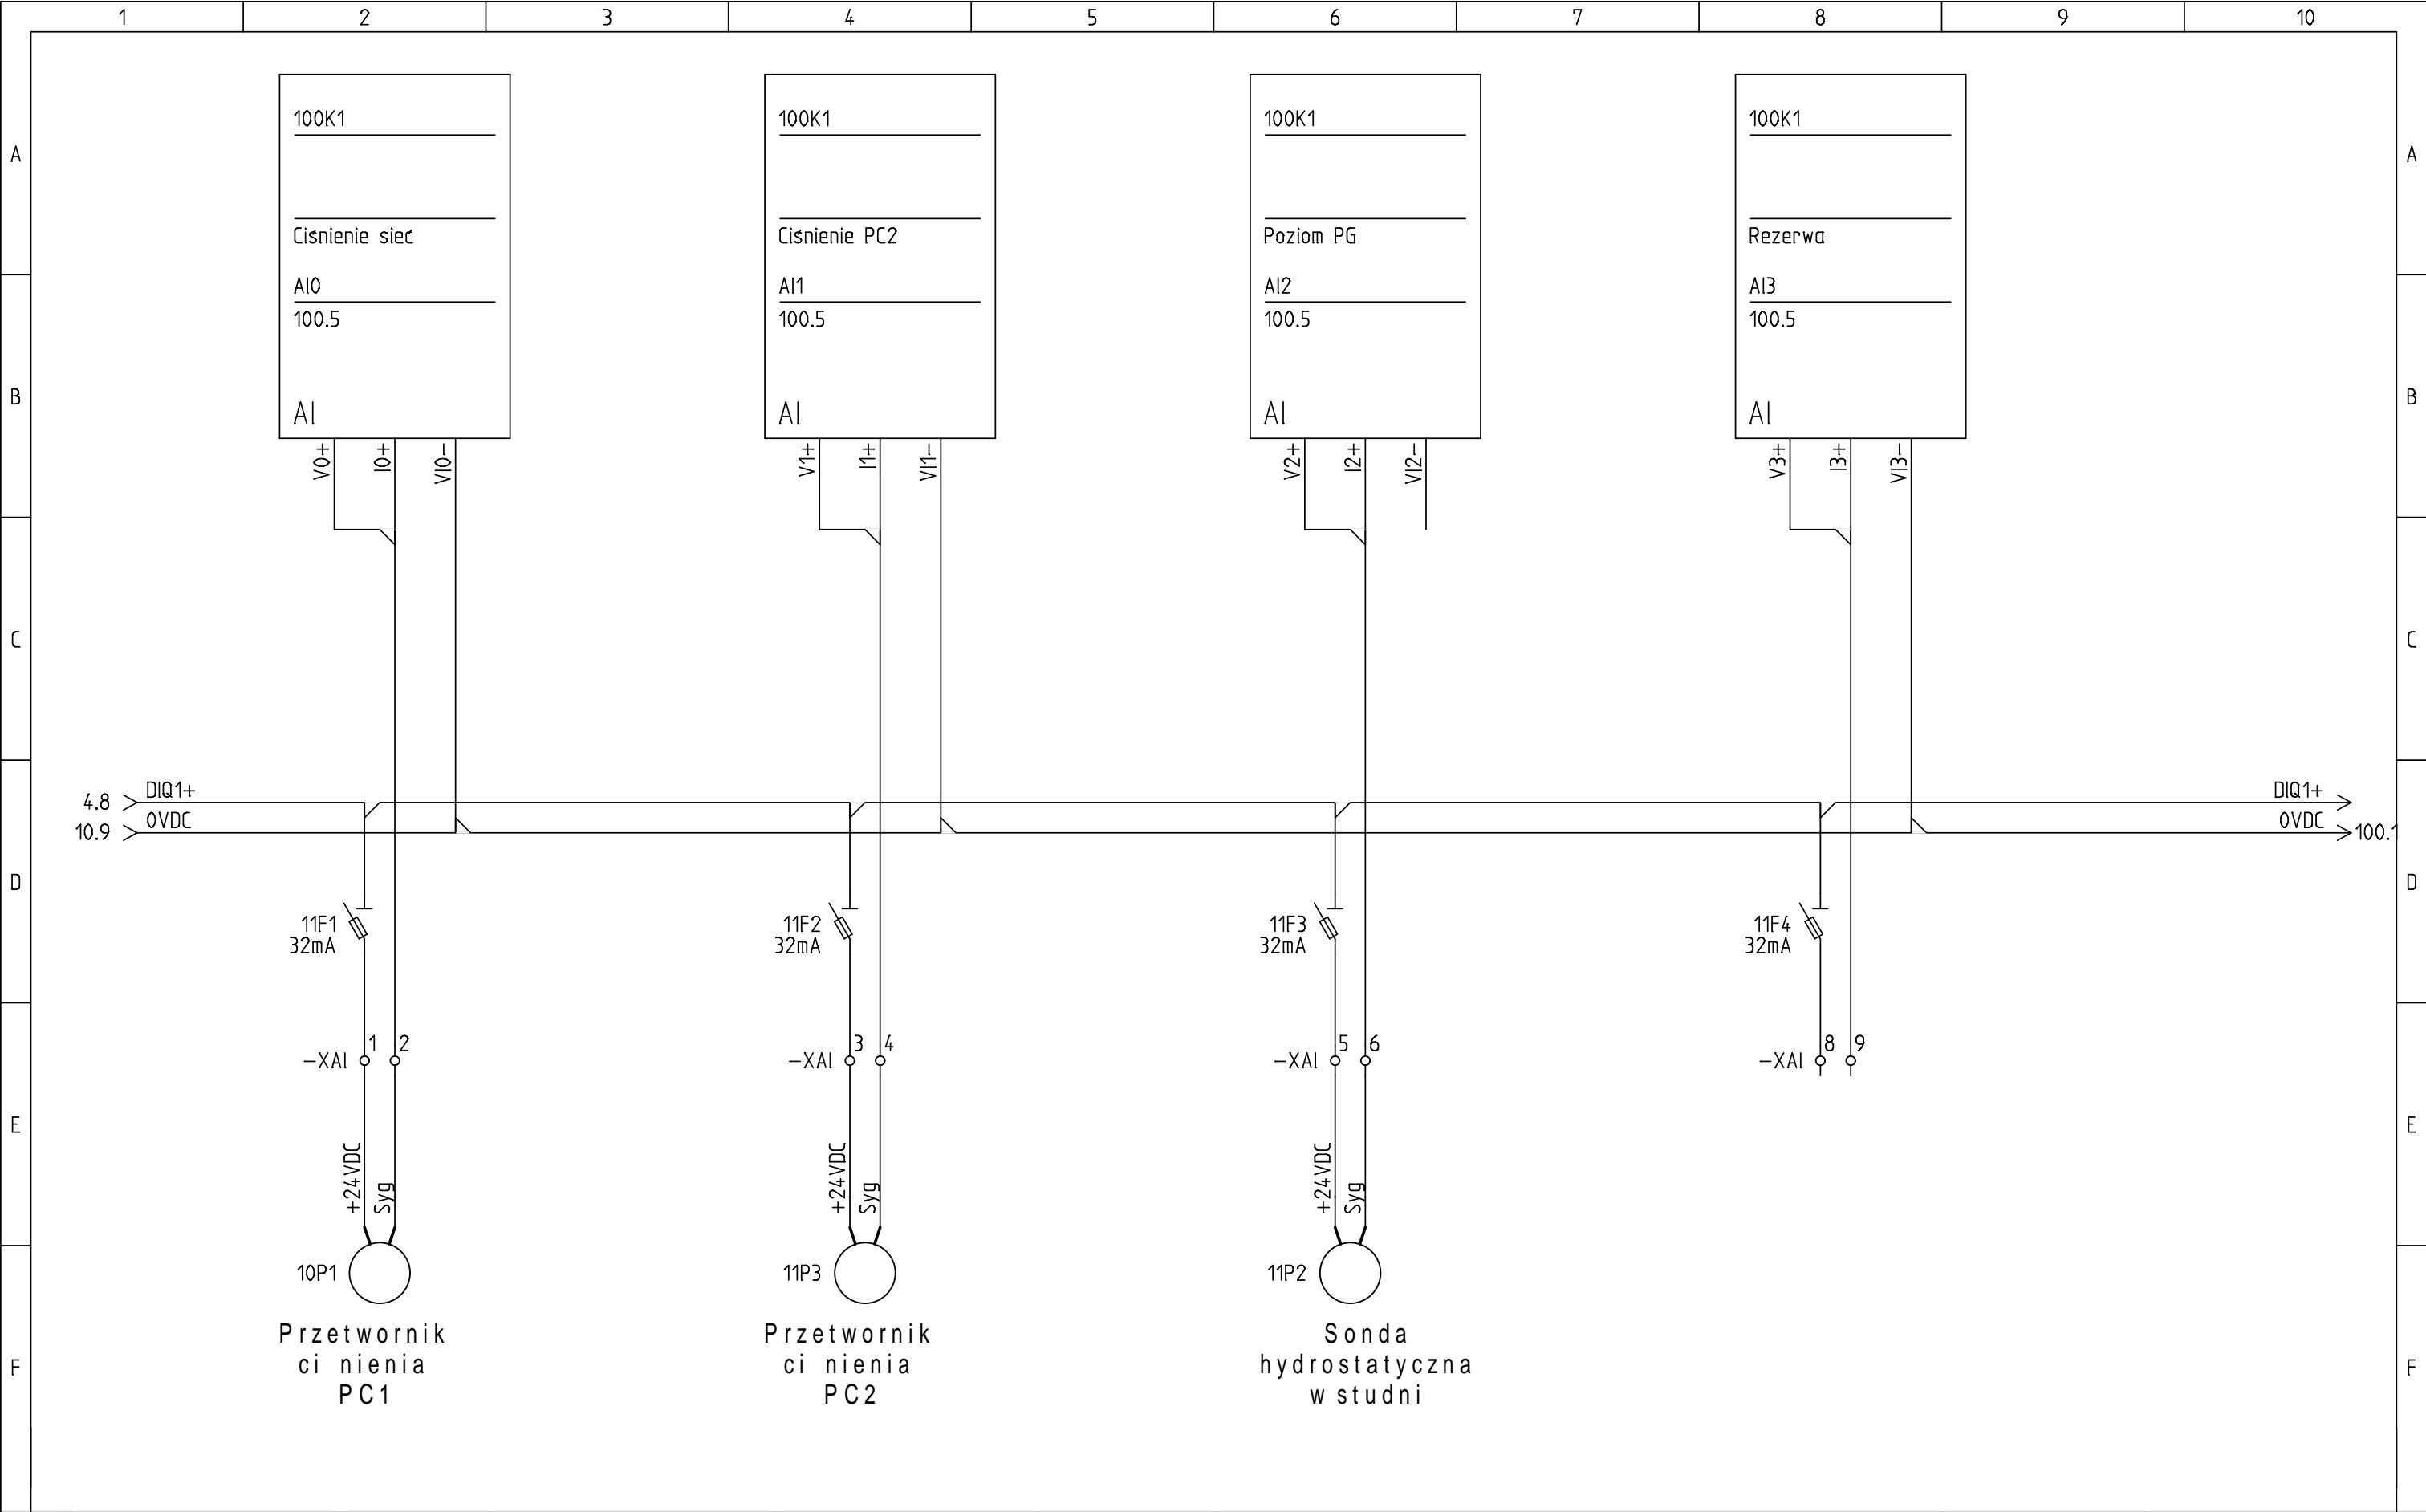 1 2 3 4 5 6 7 8 9 10
A A
B B
C C
D D
E E
F F
100K1
Ciśnienie sieć
AI0
100.5
AI
V0+ I0+ VI0-
100K1
Ciśnienie PC2
AI1
100.5
AI
V1+ I1+ VI1-
100K1
Poziom PG
AI2
100.5
AI
V2+ I2+ VI2-
100K1
Rezerwa
AI3
100.5
AI
V3+ I3+ VI3-
4.8 DIQ1+ DIQ1+
10.9 0VDC 0VDC 100.1
11F1
32mA
11F2
32mA
11F3
32mA
11F4
32mA
-XAI 1 2
-XAI 3 4
-XAI 5 6
-XAI 8 9
+24VDC Syg
+24VDC Syg
+24VDC Syg
10P1
Przetwornik
ci nienia
PC1
11P3
Przetwornik
ci nienia
PC2
11P2
Sonda
hydrostatyczna
w studni